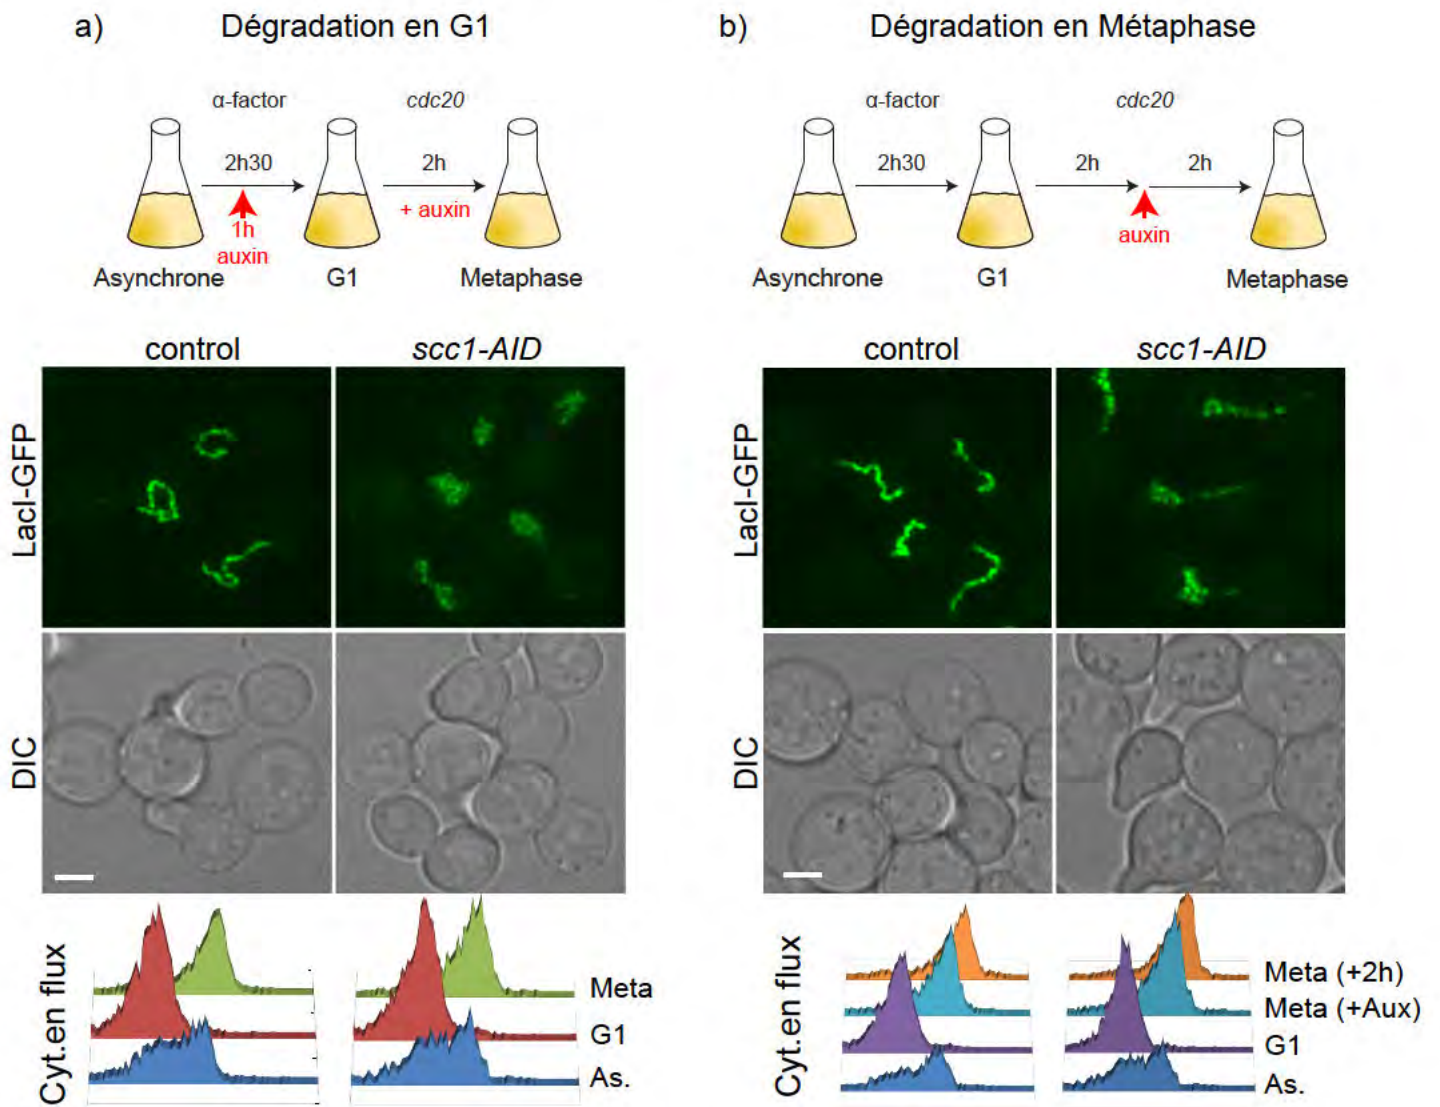 a) Dégradation en G1
α-factor cdc20
2h30 2h
1h
auxin
+ auxin
Asynchrone G1 Metaphase
control scc1-AID
LacI-GFP
DIC
Cyt.en flux
Meta
G1
As.
b) Dégradation en Métaphase
α-factor cdc20
2h30 2h 2h
auxin
Asynchrone G1 Metaphase
control scc1-AID
LacI-GFP
DIC
Cyt.en flux
Meta (+2h)
Meta (+Aux)
G1
As.